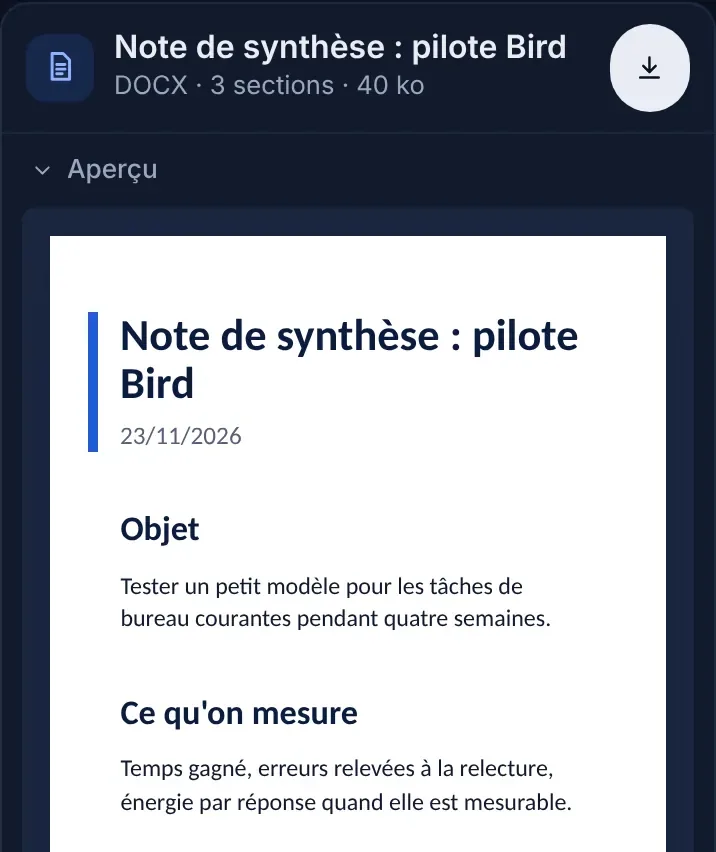 Note de synthèse : pilote Bird
DOCX · 3 sections · 40 ko
Aperçu
Note de synthèse : pilote
Bird
23/11/2026
Objet
Tester un petit modèle pour les tâches de
bureau courantes pendant quatre semaines.
Ce qu'on mesure
Temps gagné, erreurs relevées à la relecture,
énergie par réponse quand elle est mesurable.